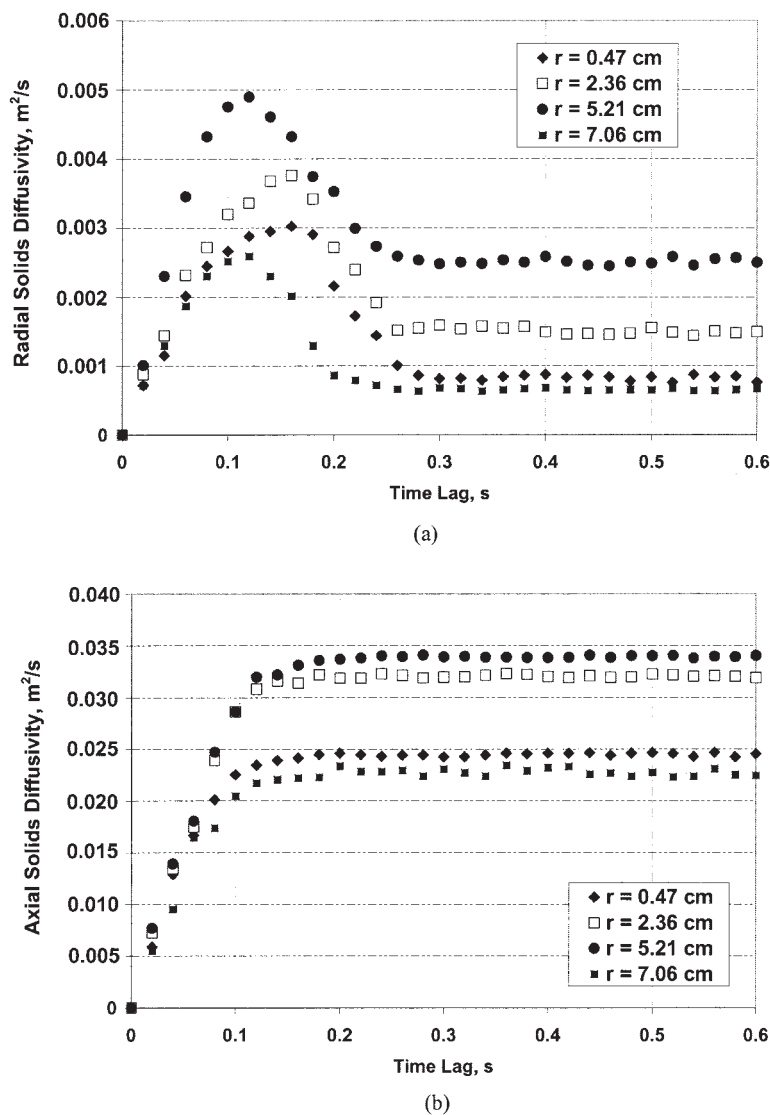 0.006
0.005
0.004
0.003
0.002
0.001
0
Radial Solids Diffusivity, m²/s
◆ r = 0.47 cm
□ r = 2.36 cm
● r = 5.21 cm
▪ r = 7.06 cm
0 0.1 0.2 0.3 0.4 0.5 0.6
Time Lag, s
(a)
0.040
0.035
0.030
0.025
0.020
0.015
0.010
0.005
0
Axial Solids Diffusivity, m²/s
◆ r = 0.47 cm
□ r = 2.36 cm
● r = 5.21 cm
▪ r = 7.06 cm
0 0.1 0.2 0.3 0.4 0.5 0.6
Time Lag, s
(b)